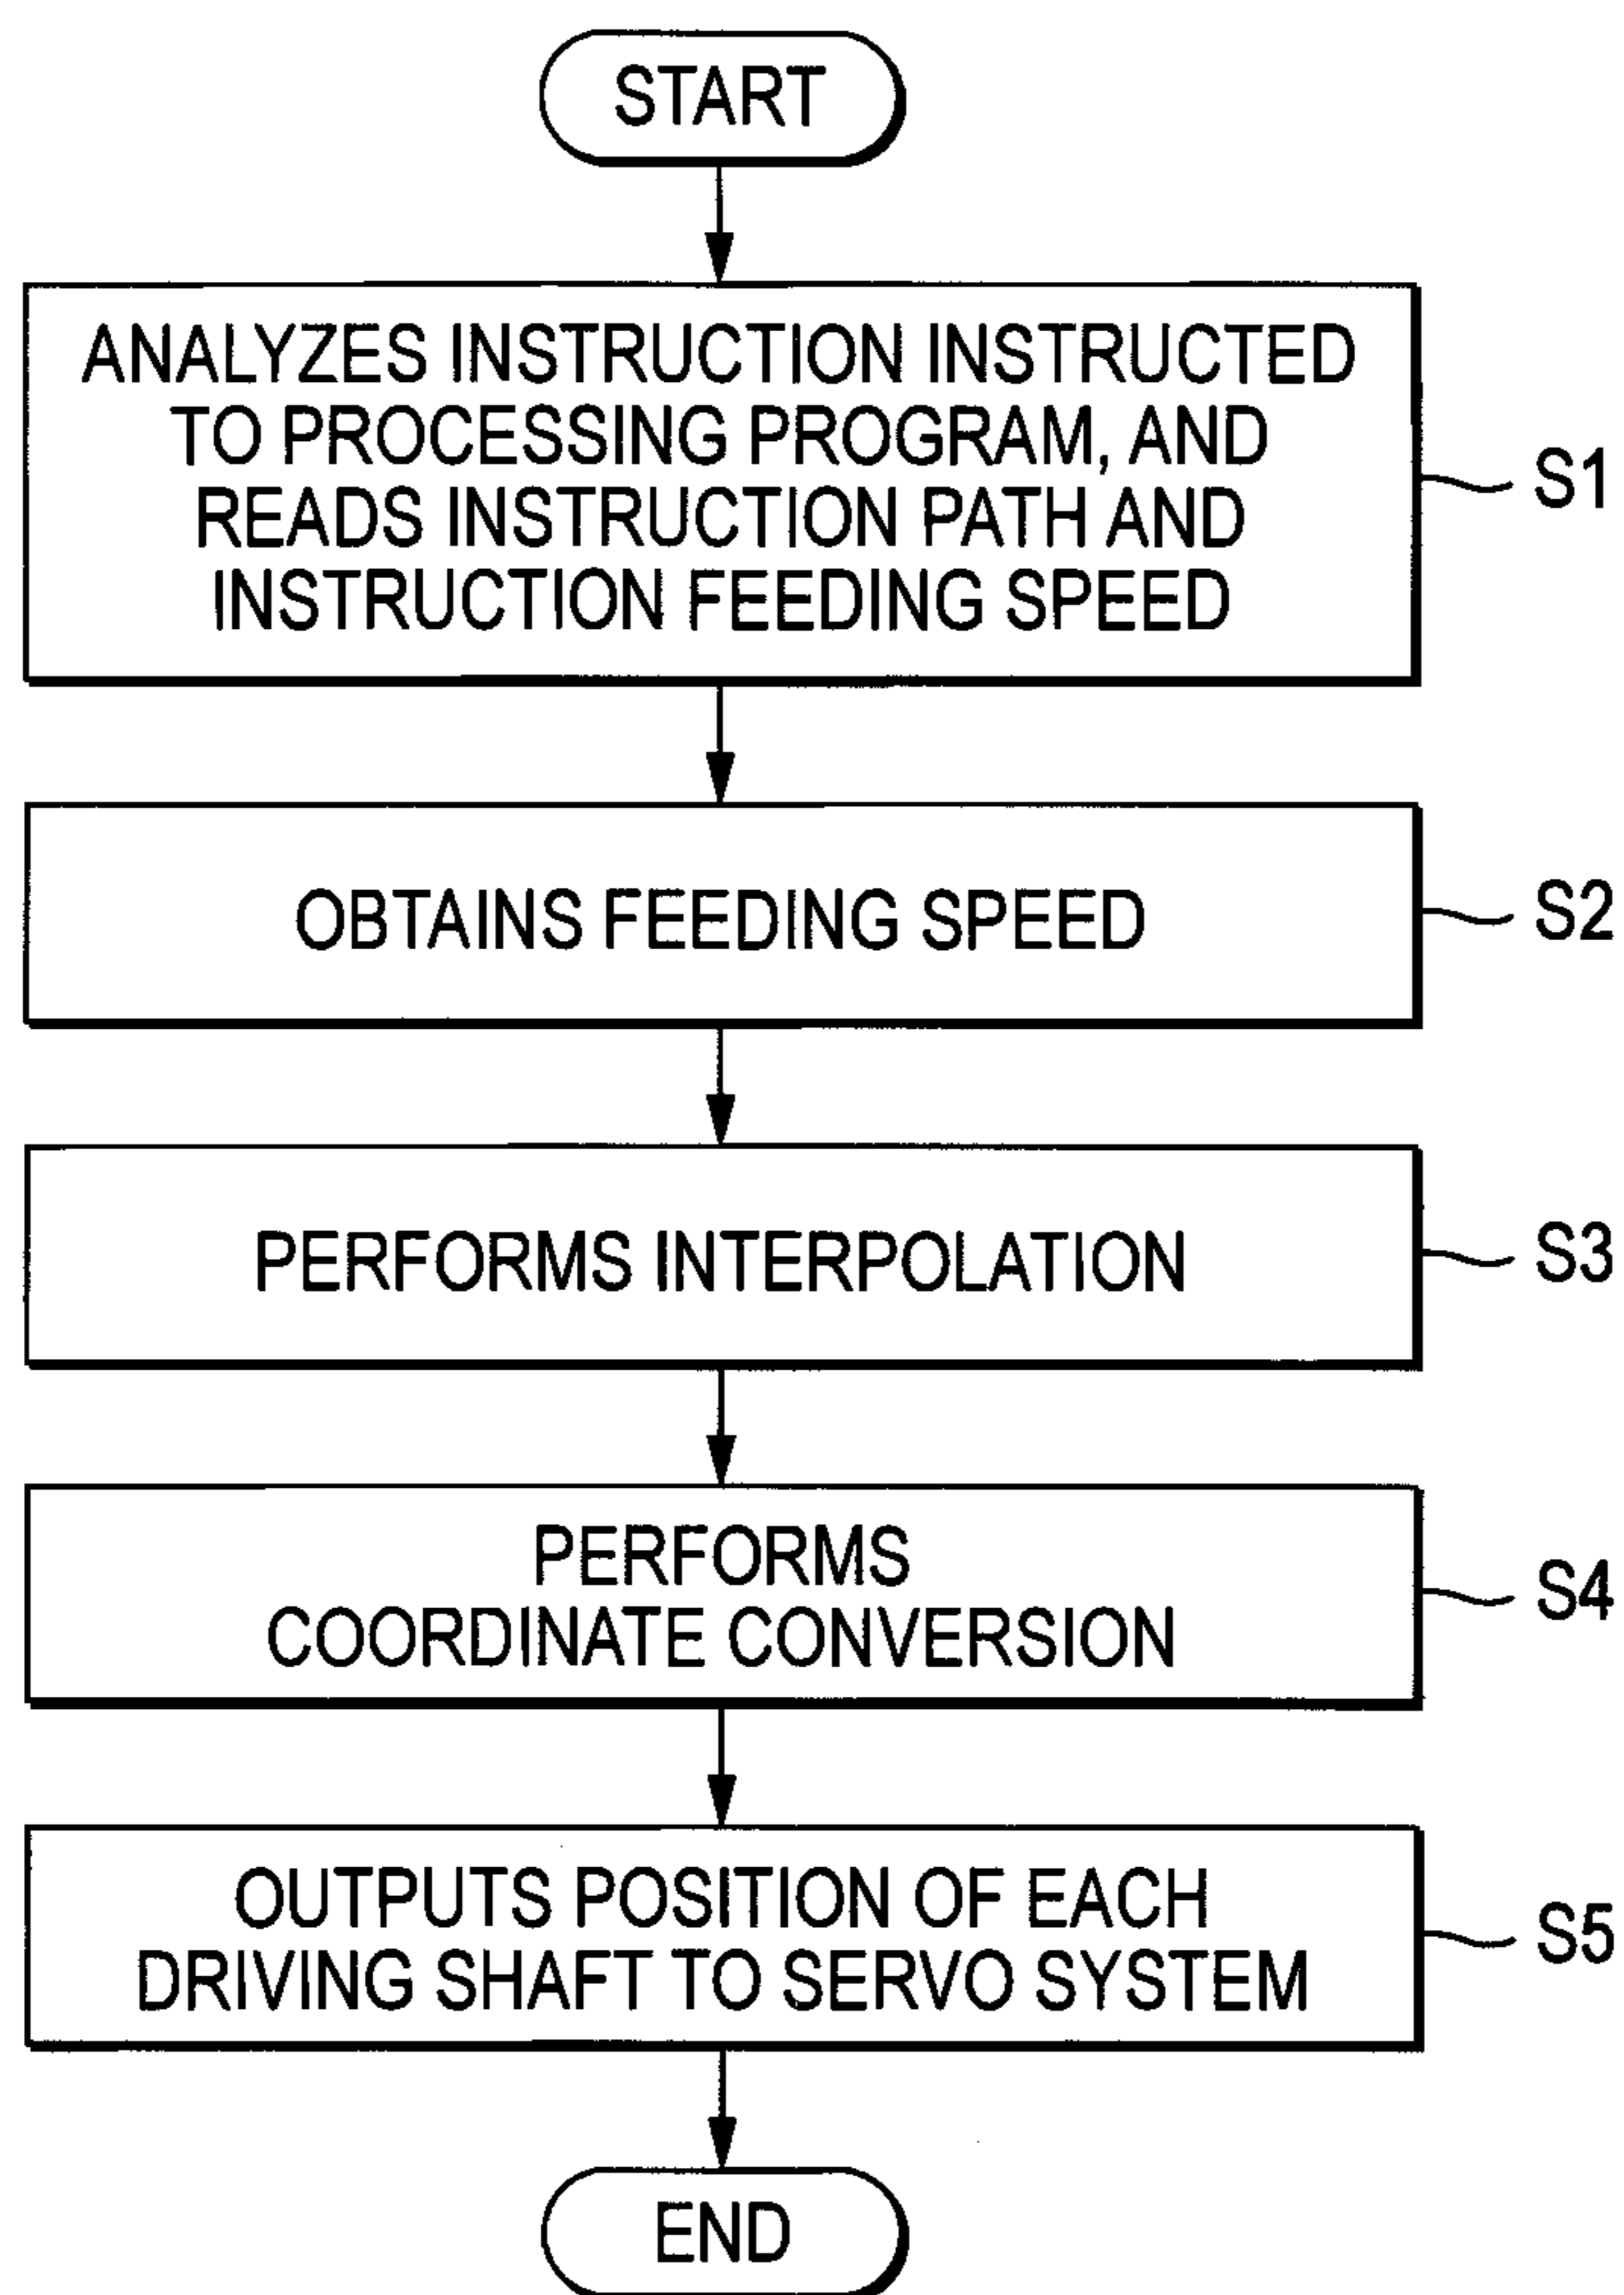 START
ANALYZES INSTRUCTION INSTRUCTED
TO PROCESSING PROGRAM, AND
READS INSTRUCTION PATH AND
INSTRUCTION FEEDING SPEED
S1
OBTAINS FEEDING SPEED
S2
PERFORMS INTERPOLATION
S3
PERFORMS
COORDINATE CONVERSION
S4
OUTPUTS POSITION OF EACH
DRIVING SHAFT TO SERVO SYSTEM
S5
END